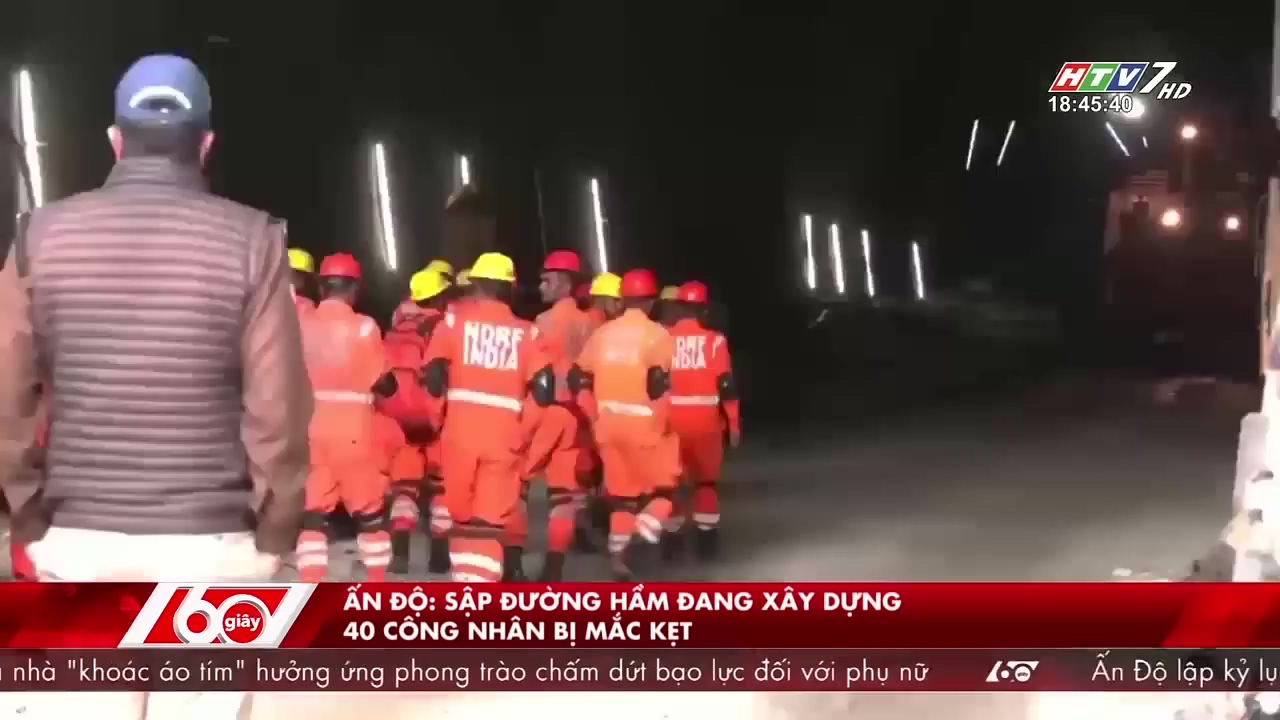 HTV7 HD
18:45:40
NDRF INDIA
INDIA
60 giây
ẤN ĐỘ: SẬP ĐƯỜNG HẦM ĐANG XÂY DỰNG
40 CÔNG NHÂN BỊ MẮC KẸT
nhà "khoác áo tím" hưởng ứng phong trào chấm dứt bạo lực đối với phụ nữ 60 giây Ấn Độ lập kỷ